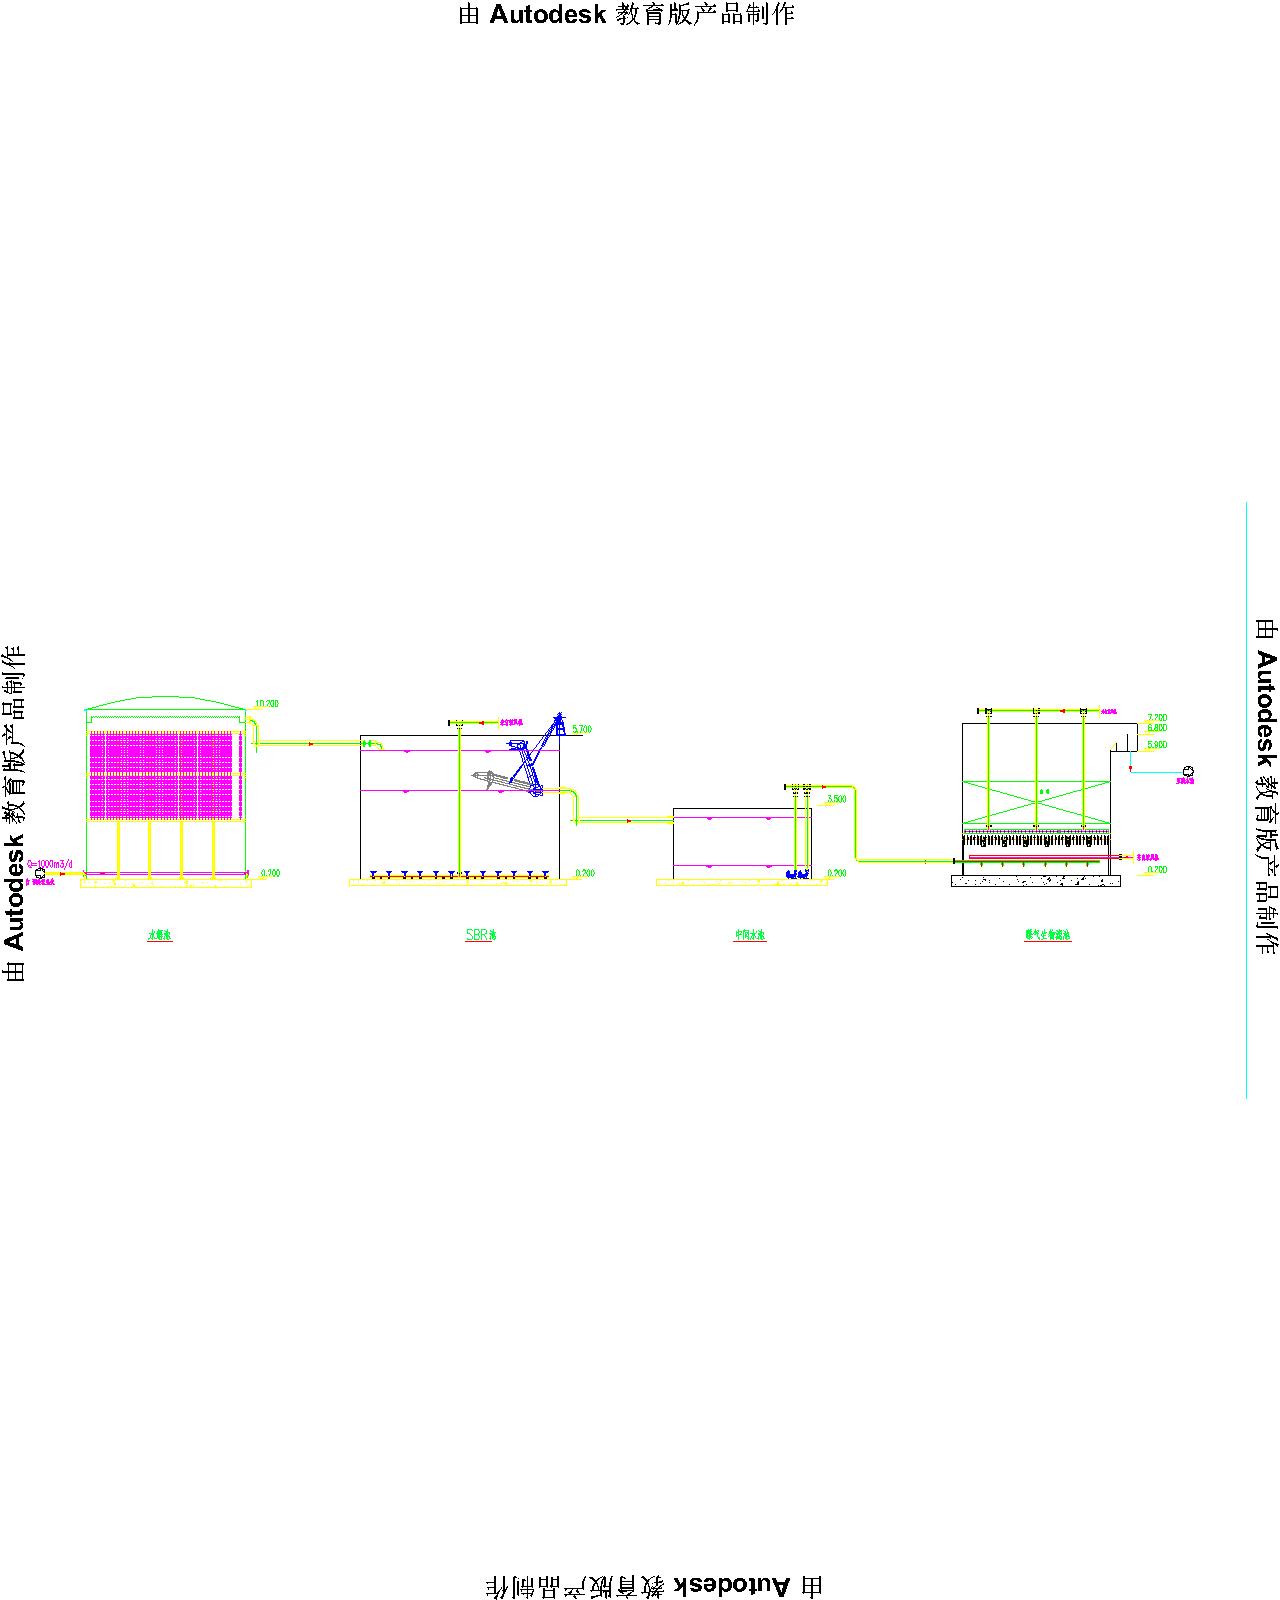 由 Autodesk 教育版产品制作
10.200
5.700
7.200
6.800
5.900
3.500
Q=1000m3/d
0.200
0.200
0.200
水解池
SBR池
中间水池
曝气生物滤池
由 Autodesk 教育版产品制作
由 Autodesk 教育版产品制作
由 Autodesk 教育版产品制作